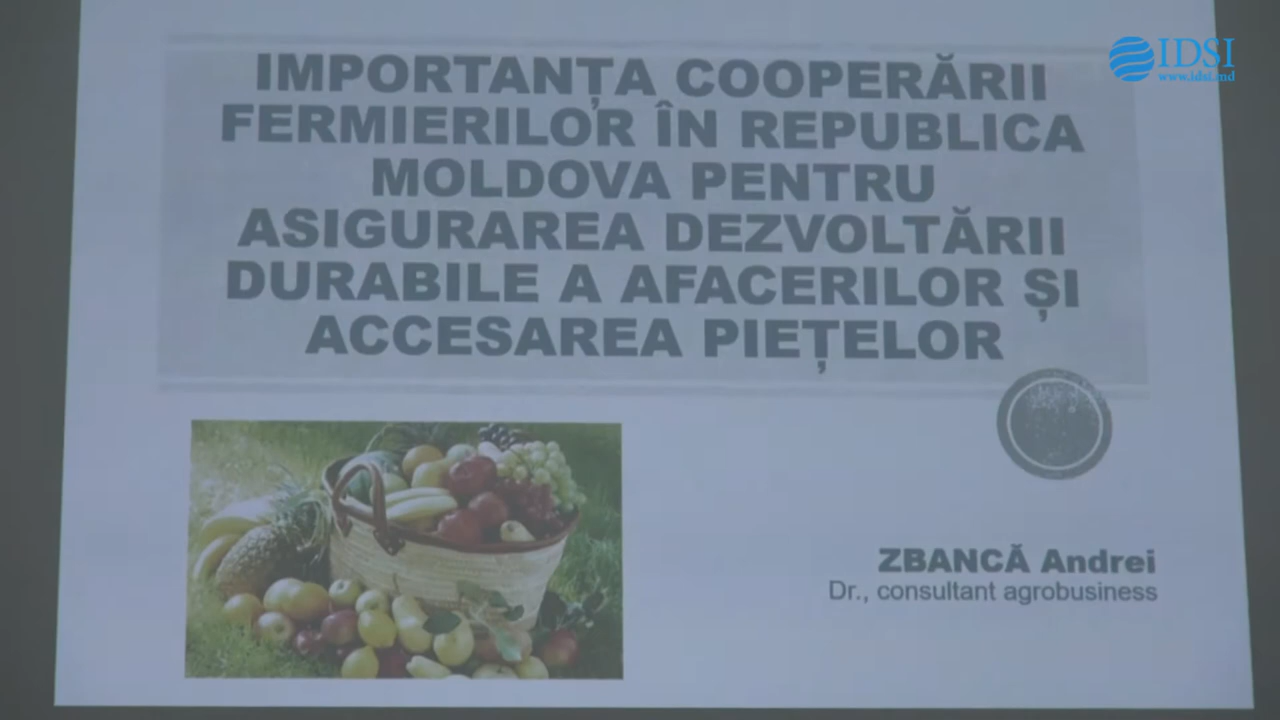 IDSI
www.idsi.md
IMPORTANȚA COOPERĂRII
FERMIERILOR ÎN REPUBLICA
MOLDOVA PENTRU
ASIGURAREA DEZVOLTĂRII
DURABILE A AFACERILOR ȘI
ACCESAREA PIEȚELOR
ZBANCĂ Andrei
Dr., consultant agrobusiness